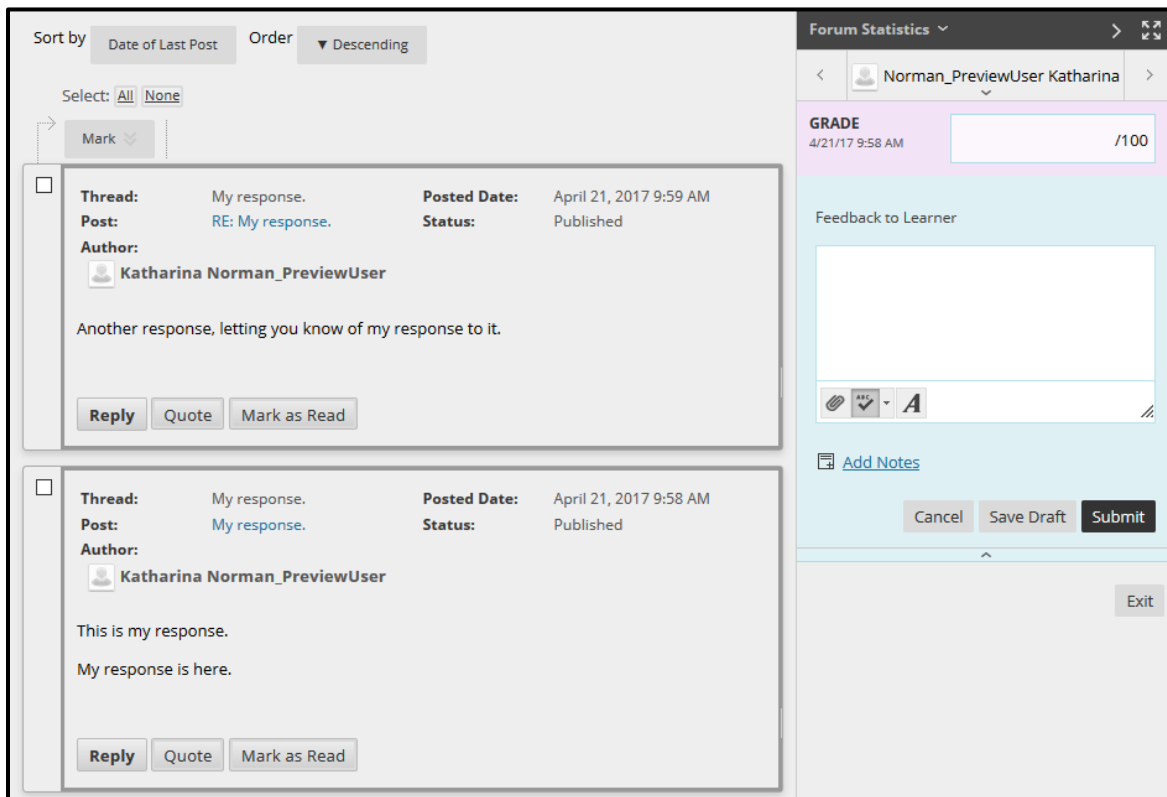 Sort by Date of Last Post Order ▼ Descending
Select: All None
Mark
Thread: My response. Posted Date: April 21, 2017 9:59 AM
Post: RE: My response. Status: Published
Author:
Katharina Norman_PreviewUser
Another response, letting you know of my response to it.
Reply Quote Mark as Read
Thread: My response. Posted Date: April 21, 2017 9:58 AM
Post: My response. Status: Published
Author:
Katharina Norman_PreviewUser
This is my response.
My response is here.
Reply Quote Mark as Read
Forum Statistics
Norman_PreviewUser Katharina
GRADE
4/21/17 9:58 AM
/100
Feedback to Learner
ABC A
Add Notes
Cancel Save Draft Submit
Exit